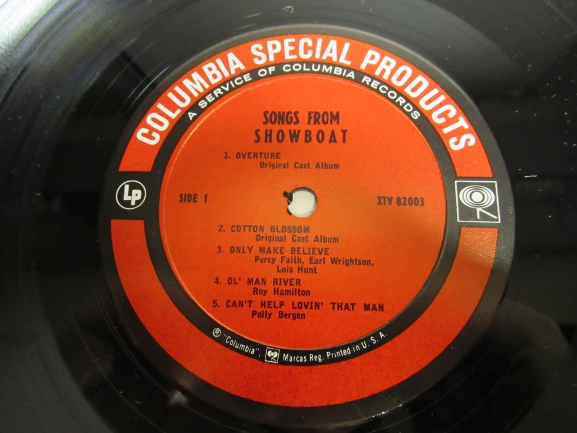 COLUMBIA SPECIAL PRODUCTS
A SERVICE OF COLUMBIA RECORDS
SONGS FROM
SHOWBOAT
1. OVERTURE
Original Cast Album
LP
SIDE 1
XTV 82003
2. COTTON BLOSSOM
Original Cast Album
3. ONLY MAKE BELIEVE
Percy Faith, Earl Wrightson,
Lois Hunt
4. OL' MAN RIVER
Roy Hamilton
5. CAN'T HELP LOVIN' THAT MAN
Polly Bergen
® "Columbia", Marcas Reg. Printed in U. S. A.